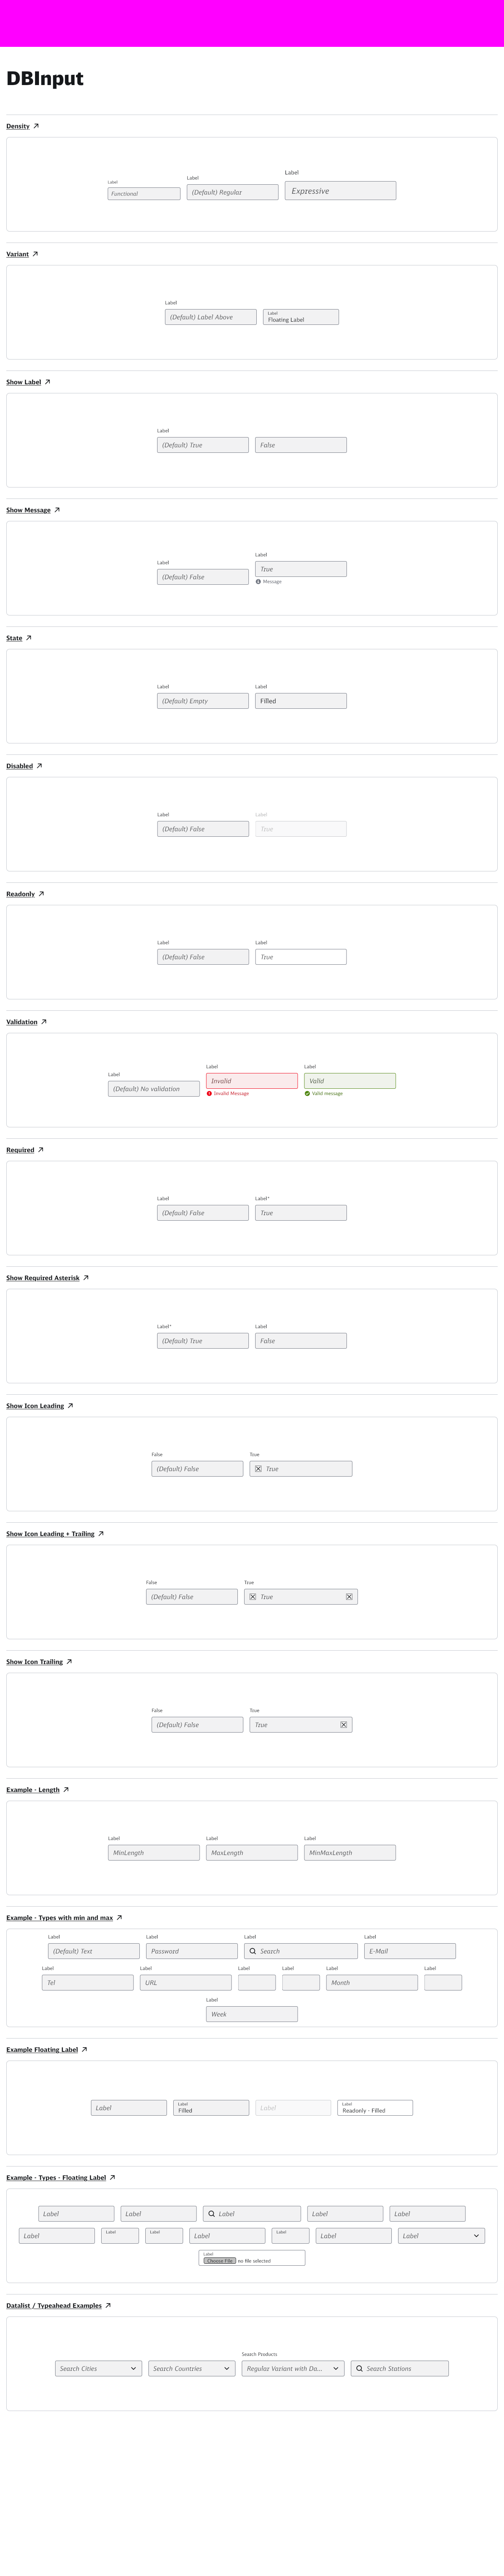 DBInput
Density
Label
Label
Label
Functional
(Default) Regular
Expressive
Variant
Label
(Default) Label Above
Label
Floating Label
Show Label
Label
(Default) True
False
Show Message
Label
Label
(Default) False
True
Message
State
Label
Label
(Default) Empty
Filled
Disabled
Label
Label
(Default) False
True
Readonly
Label
Label
(Default) False
True
Validation
Label
Label
Label
(Default) No validation
Invalid
Valid
Invalid Message
Valid message
Required
Label
Label*
(Default) False
True
Show Required Asterisk
Label*
Label
(Default) True
False
Show Icon Leading
False
True
(Default) False
True
Show Icon Leading + Trailing
False
True
(Default) False
True
Show Icon Trailing
False
True
(Default) False
True
Example - Length
Label
Label
Label
MinLength
MaxLength
MinMaxLength
Example - Types with min and max
Label
Label
Label
Label
(Default) Text
Password
Search
E-Mail
Label
Label
Label
Label
Label
Label
Tel
URL
Month
Label
Week
Example Floating Label
Label
Label
Filled
Label
Label
Readonly - Filled
Example - Types - Floating Label
Label
Label
Label
Label
Label
Label
Label
Label
Label
Label
Label
Label
Label
Choose File no file selected
Datalist / Typeahead Examples
Search Products
Search Cities
Search Countries
Regular Variant with Da...
Search Stations